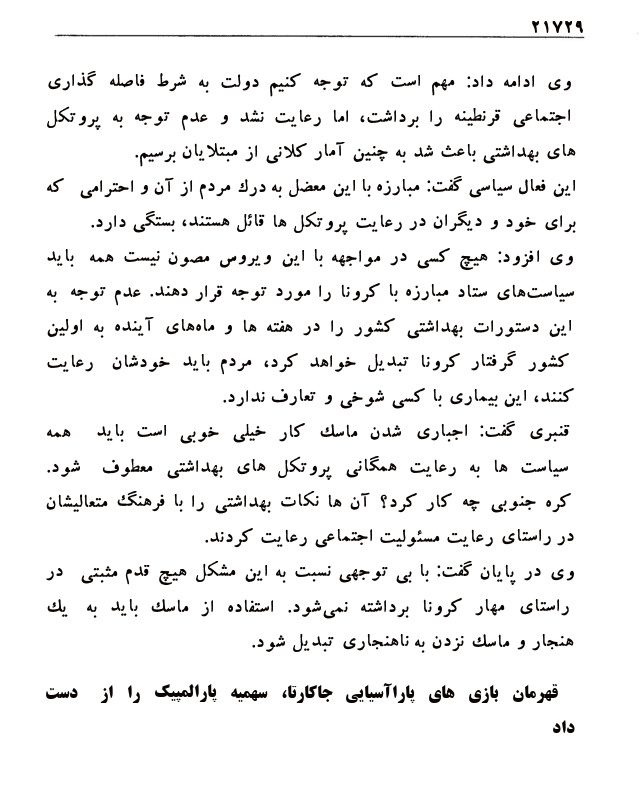 ۲۱۷۲۹
وی ادامه داد: مهم است که توجه کنیم دولت به شرط فاصله گذاری
اجتماعی قرنطینه را برداشت، اما رعایت نشد و عدم توجه به پروتکل
های بهداشتی باعث شد به چنین آمار کلانی از مبتلایان برسیم.
این فعال سیاسی گفت: مبارزه با این معضل به درك مردم از آن و احترامی که
برای خود و دیگران در رعایت پروتکل ها قائل هستند، بستگی دارد.
وی افزود: هیچ کسی در مواجهه با این ویروس مصون نیست همه باید
سیاست‌های ستاد مبارزه با کرونا را مورد توجه قرار دهند. عدم توجه به
این دستورات بهداشتی کشور را در هفته ها و ماه‌های آینده به اولین
کشور گرفتار کرونا تبدیل خواهد کرد، مردم باید خودشان رعایت
کنند، این بیماری با کسی شوخی و تعارف ندارد.
قنبری گفت: اجباری شدن ماسك کار خیلی خوبی است باید همه
سیاست ها به رعایت همگانی پروتکل های بهداشتی معطوف شود.
کره جنوبی چه کار کرد؟ آن ها نکات بهداشتی را با فرهنگ متعالیشان
در راستای رعایت مسئولیت اجتماعی رعایت کردند.
وی در پایان گفت: با بی توجهی نسبت به این مشکل هیچ قدم مثبتی در
راستای مهار کرونا برداشته نمی‌شود. استفاده از ماسك باید به یك
هنجار و ماسك نزدن به ناهنجاری تبدیل شود.
قهرمان بازی های پاراآسیایی جاکارتا، سهمیه پارالمپیک را از دست
داد